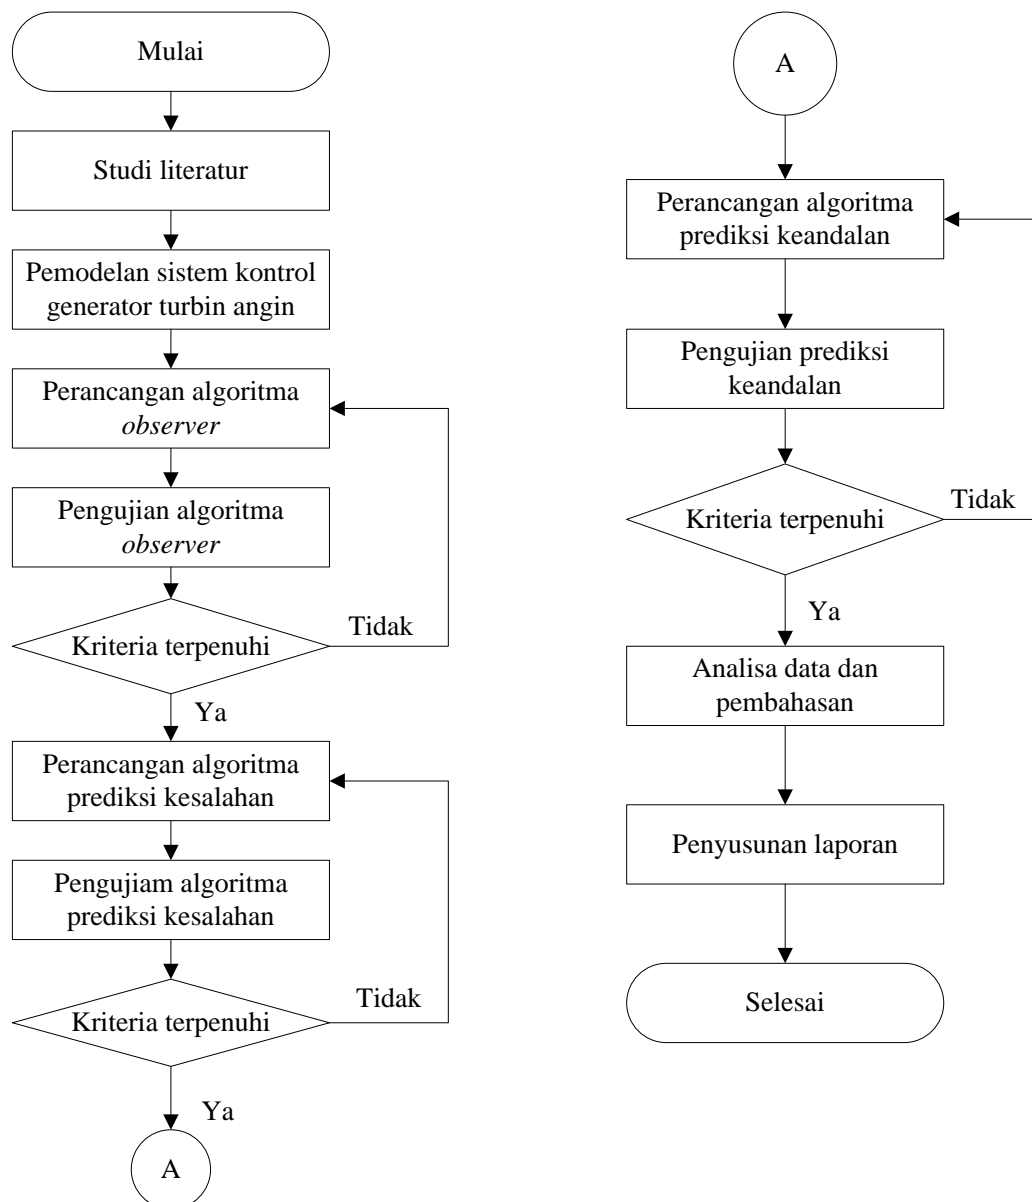 Mulai
Studi literatur
Pemodelan sistem kontrol
generator turbin angin
Perancangan algoritma
observer
Pengujian algoritma
observer
Kriteria terpenuhi
Tidak
Ya
Perancangan algoritma
prediksi kesalahan
Pengujiam algoritma
prediksi kesalahan
Kriteria terpenuhi
Tidak
Ya
A
A
Perancangan algoritma
prediksi keandalan
Pengujian prediksi
keandalan
Kriteria terpenuhi
Tidak
Ya
Analisa data dan
pembahasan
Penyusunan laporan
Selesai